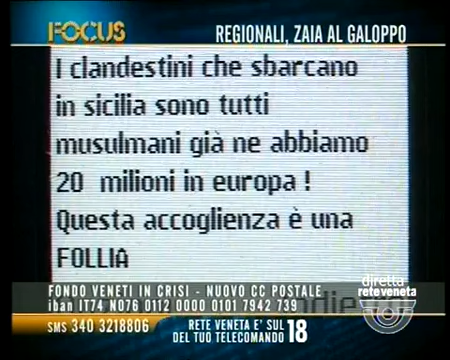 FOCUS
REGIONALI, ZAIA AL GALOPPO
I clandestini che sbarcano
in sicilia sono tutti
musulmani già ne abbiamo
20 milioni in europa !
Questa accoglienza è una
FOLLIA
diretta
reteveneta
FONDO VENETI IN CRISI - NUOVO CC POSTALE
iban IT74 N076 0112 0000 0101 7942 739
SMS 340 3218806
RETE VENETA E' SUL
DEL TUO TELECOMANDO
18